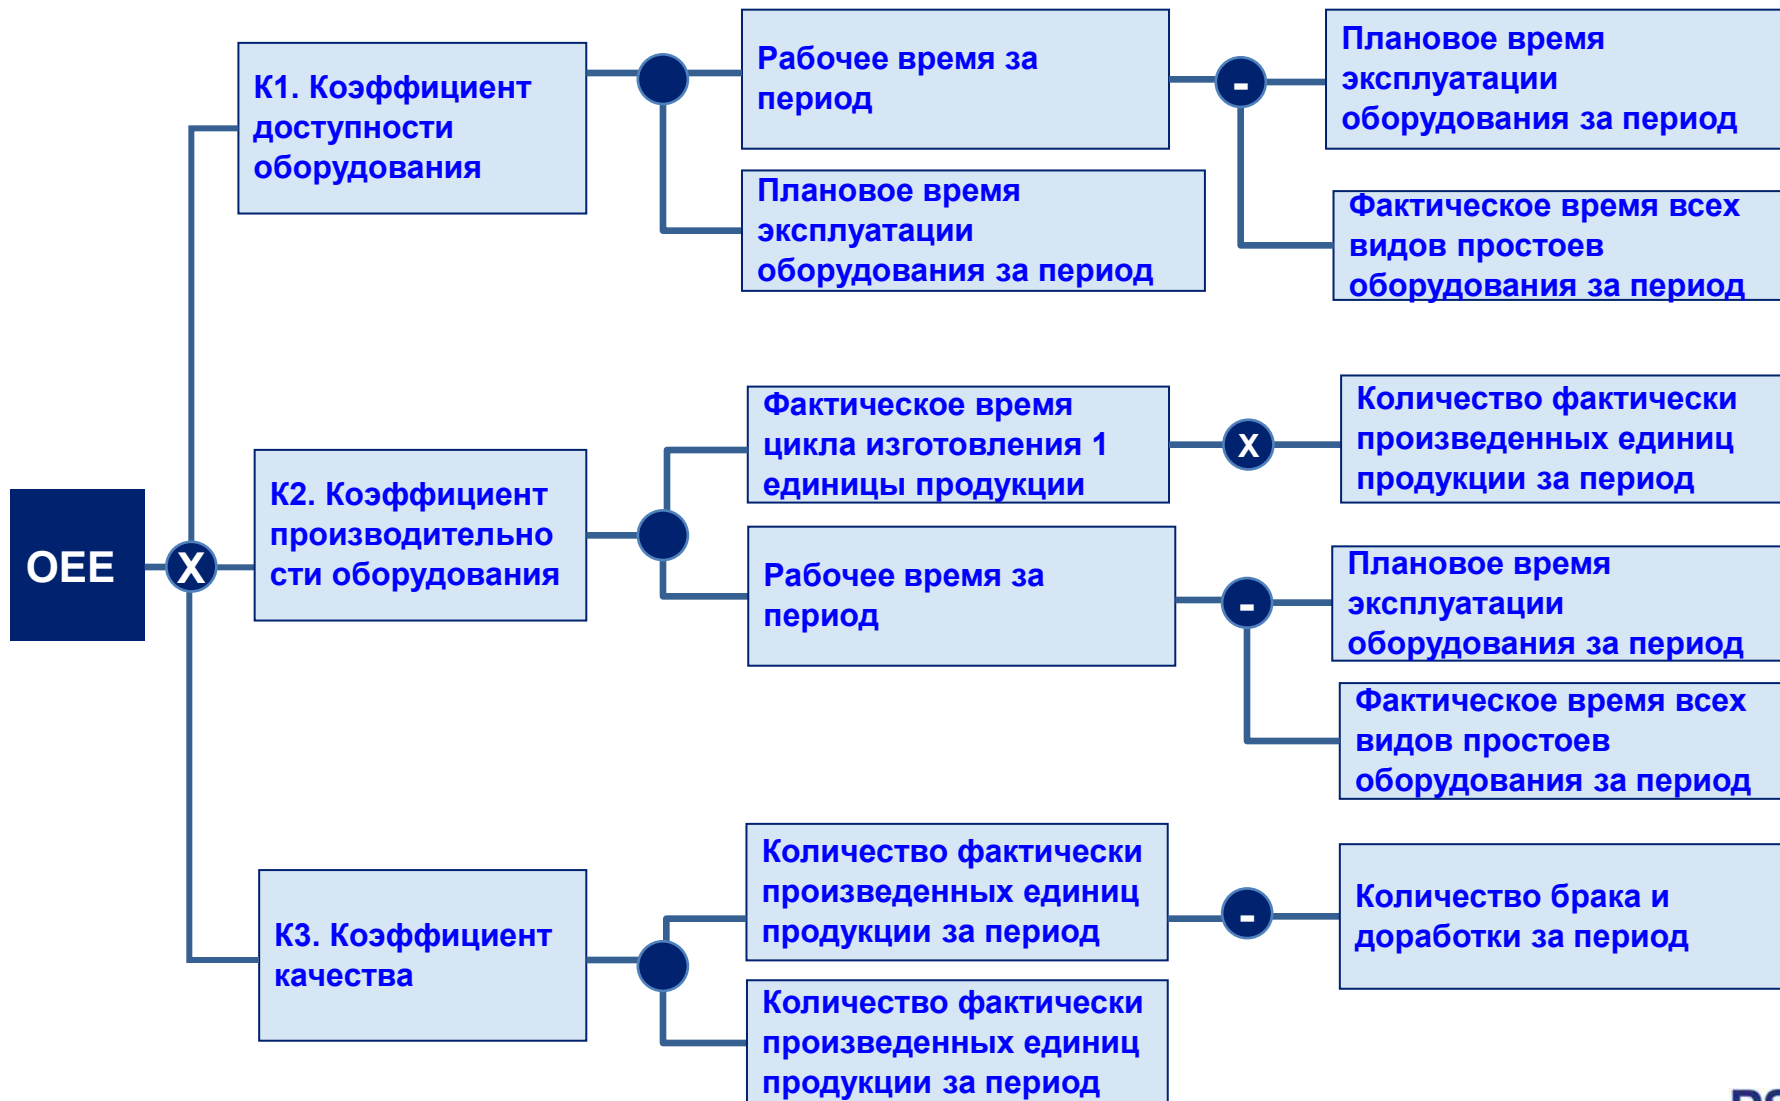 К1. Коэффициент
доступности
оборудования
Рабочее время за
период
-
Плановое время
эксплуатации
оборудования за период
Плановое время
эксплуатации
оборудования за период
Фактическое время всех
видов простоев
оборудования за период
OEE
X
К2. Коэффициент
производительно
сти оборудования
Фактическое время
цикла изготовления 1
единицы продукции
X
Количество фактически
произведенных единиц
продукции за период
Рабочее время за
период
-
Плановое время
эксплуатации
оборудования за период
Фактическое время всех
видов простоев
оборудования за период
К3. Коэффициент
качества
Количество фактически
произведенных единиц
продукции за период
-
Количество брака и
доработки за период
Количество фактически
произведенных единиц
продукции за период